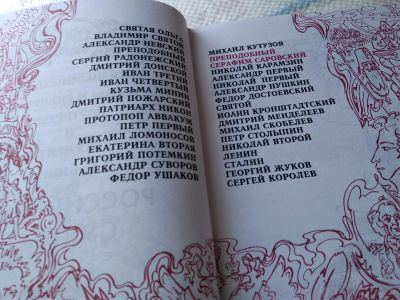 СВЯТАЯ ОЛЬГА
ВЛАДИМИР СВЯТОЙ
АЛЕКСАНДР НЕВСКИЙ
ПРЕПОДОБНЫЙ
СЕРГИЙ РАДОНЕЖСКИЙ
ДМИТРИЙ ДОНСКОЙ
ИВАН ТРЕТИЙ
ИВАН ЧЕТВЕРТЫЙ
КУЗЬМА МИНИН
ДМИТРИЙ ПОЖАРСКИЙ
ПАТРИАРХ НИКОН
ПРОТОПОП АВВАКУМ
ПЕТР ПЕРВЫЙ
МИХАИЛ ЛОМОНОСОВ
ЕКАТЕРИНА ВТОРАЯ
ГРИГОРИЙ ПОТЕМКИН
АЛЕКСАНДР СУВОРОВ
ФЕДОР УШАКОВ
МИХАИЛ КУТУЗОВ
ПРЕПОДОБНЫЙ
СЕРАФИМ САРОВСКИЙ
НИКОЛАЙ КАРАМЗИН
АЛЕКСАНДР ПЕРВЫЙ
НИКОЛАЙ ПЕРВЫЙ
АЛЕКСАНДР ПУШКИН
ФЕДОР ДОСТОЕВСКИЙ
СВЯТОЙ
ИОАНН КРОНШТАДТСКИЙ
ДМИТРИЙ МЕНДЕЛЕЕВ
МИХАИЛ СКОБЕЛЕВ
ПЕТР СТОЛЫПИН
НИКОЛАЙ ВТОРОЙ
ЛЕНИН
СТАЛИН
ГЕОРГИЙ ЖУКОВ
СЕРГЕЙ КОРОЛЕВ